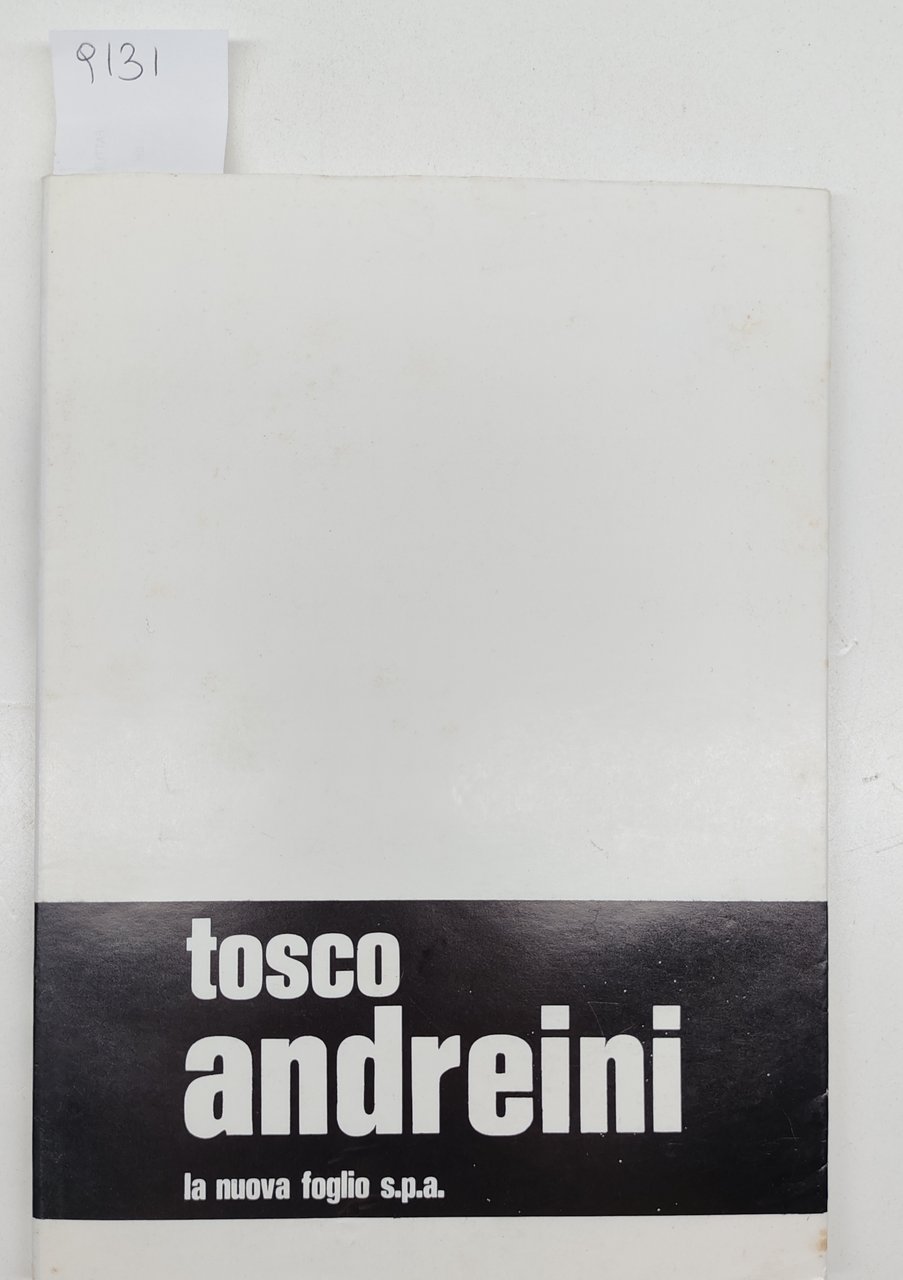 9131
tosco
andreini
la nuova foglio s.p.a.